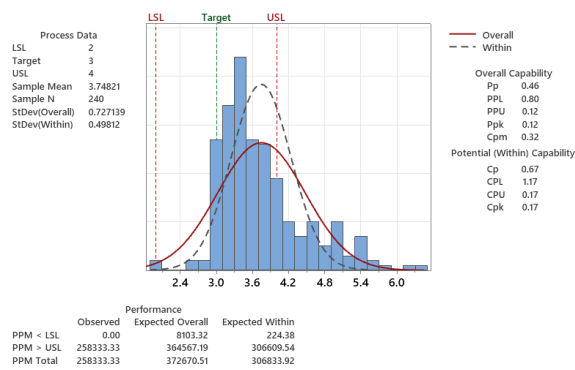 LSL Target USL
Process Data
LSL 2
Target 3
USL 4
Sample Mean 3.74821
Sample N 240
StDev(Overall) 0.727139
StDev(Within) 0.49812
Overall
Within
Overall Capability
Pp 0.46
PPL 0.80
PPU 0.12
Ppk 0.12
Cpm 0.32
Potential (Within) Capability
Cp 0.67
CPL 1.17
CPU 0.17
Cpk 0.17
2.4 3.0 3.6 4.2 4.8 5.4 6.0
Performance
Observed Expected Overall Expected Within
PPM < LSL 0.00 8103.32 224.38
PPM > USL 258333.33 364567.19 306609.54
PPM Total 258333.33 372670.51 306833.92